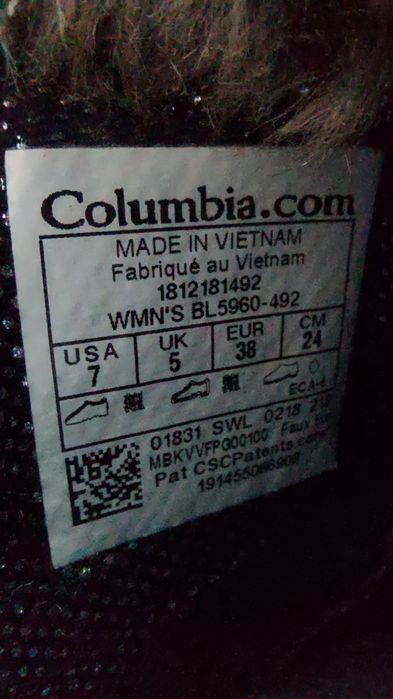 Columbia.com
MADE IN VIETNAM
Fabriqué au Vietnam
1812181492
WMN'S BL5960-492
USA UK EUR CM
7 5 38 24
01831 SWL 0218
MBKVVFPG00100 Faux
Pat CSCPatents.com